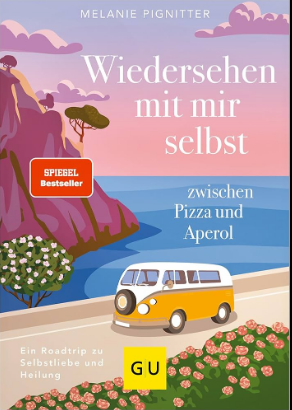 MELANIE PIGNITTER
Wiedersehen
mit mir
selbst
SPIEGEL
Bestseller
zwischen
Pizza und
Aperol
Ein Roadtrip zu
Selbstliebe und
Heilung
GU